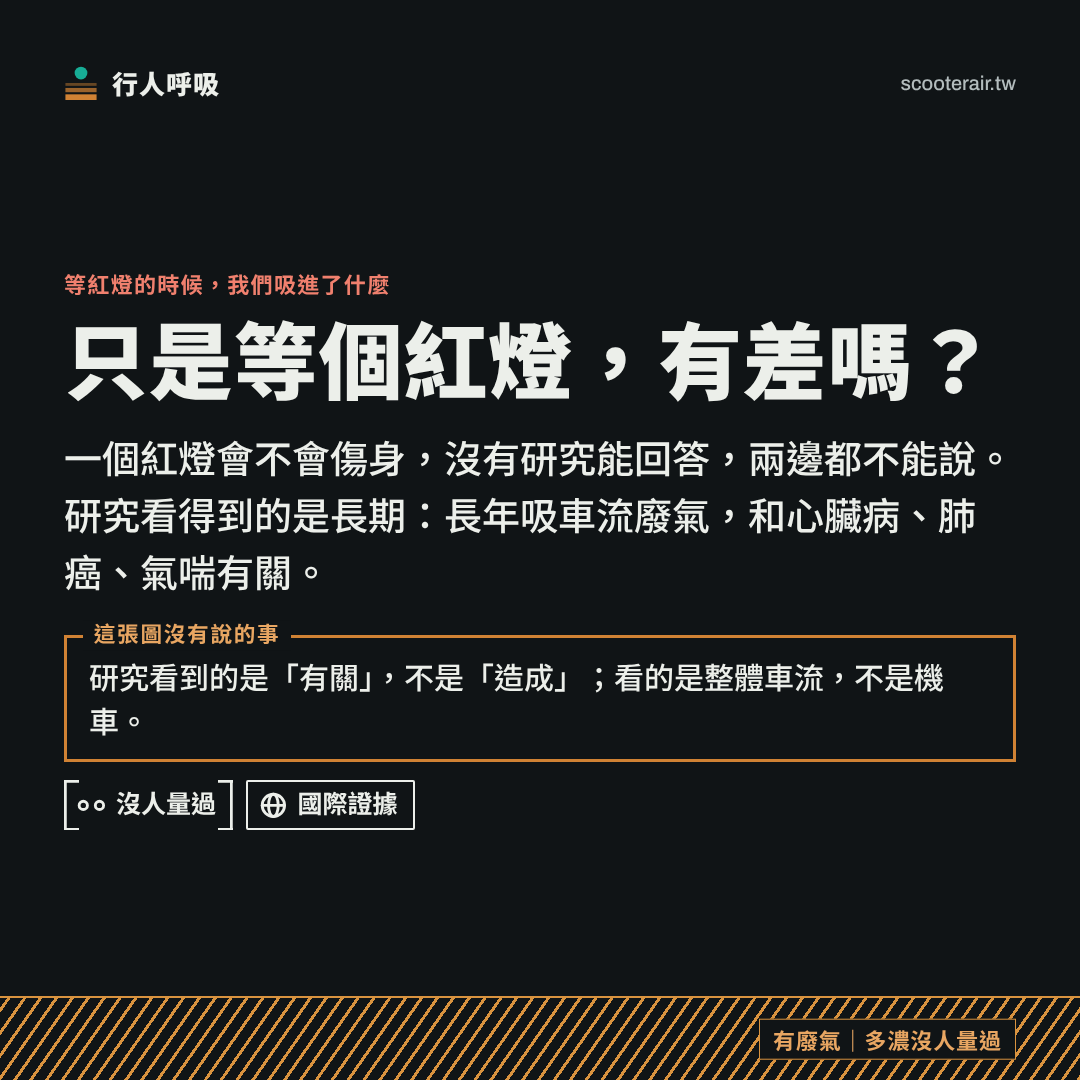 行人呼吸
scooterair.tw
等紅燈的時候，我們吸進了什麼
只是等個紅燈，有差嗎？
一個紅燈會不會傷身，沒有研究能回答，兩邊都不能說。
研究看得到的是長期：長年吸車流廢氣，和心臟病、肺
癌、氣喘有關。
這張圖沒有說的事
研究看到的是「有關」，不是「造成」；看的是整體車流，不是機
車。
沒人量過
國際證據
有廢氣｜多濃沒人量過